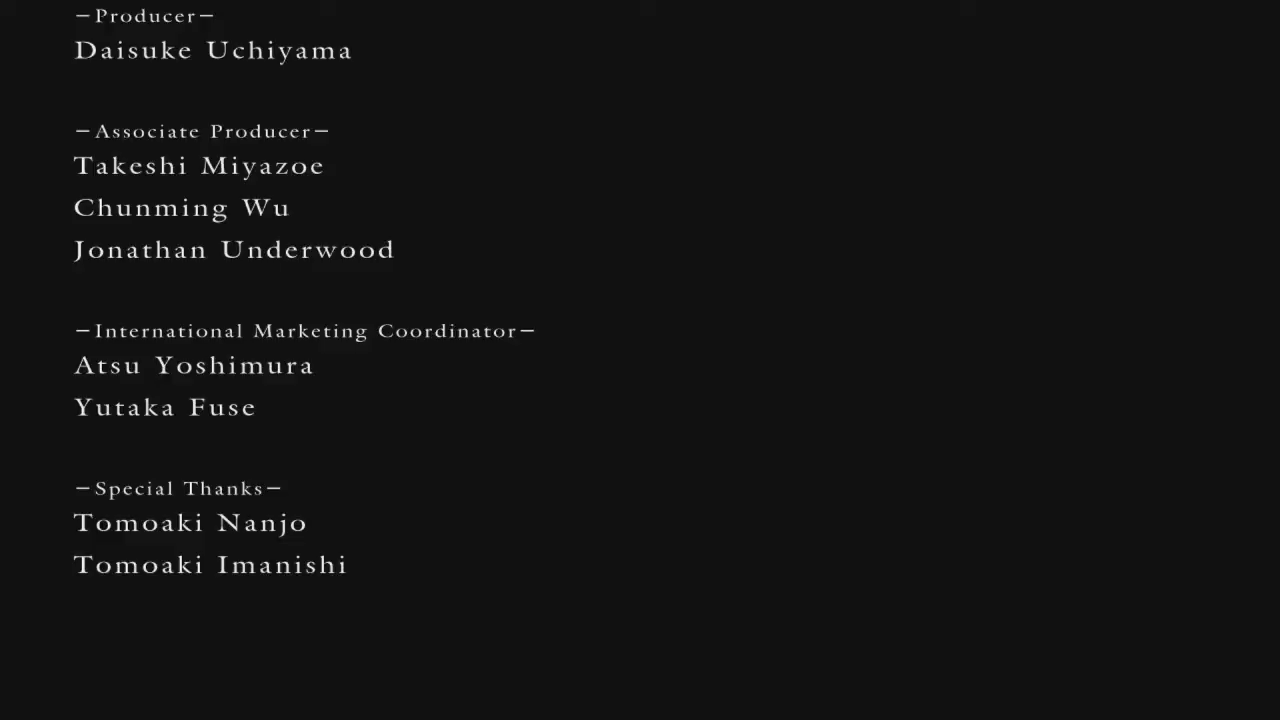 −Producer−
Daisuke Uchiyama
−Associate Producer−
Takeshi Miyazoe
Chunming Wu
Jonathan Underwood
−International Marketing Coordinator−
Atsu Yoshimura
Yutaka Fuse
−Special Thanks−
Tomoaki Nanjo
Tomoaki Imanishi